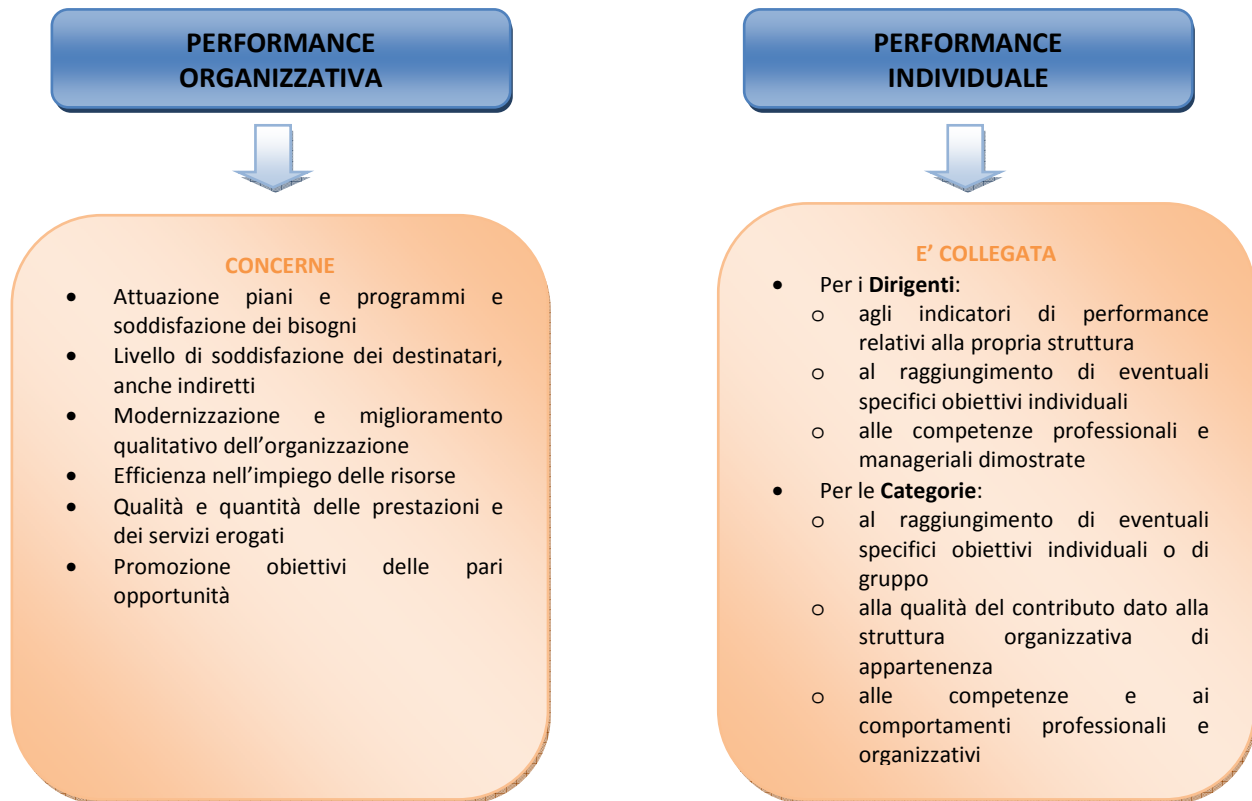 PERFORMANCE
ORGANIZZATIVA
CONCERNE
• Attuazione piani e programmi e
soddisfazione dei bisogni
• Livello di soddisfazione dei destinatari,
anche indiretti
• Modernizzazione e miglioramento
qualitativo dell’organizzazione
• Efficienza nell’impiego delle risorse
• Qualità e quantità delle prestazioni e
dei servizi erogati
• Promozione obiettivi delle pari
opportunità
PERFORMANCE
INDIVIDUALE
E’ COLLEGATA
• Per i Dirigenti:
o agli indicatori di performance
relativi alla propria struttura
o al raggiungimento di eventuali
specifici obiettivi individuali
o alle competenze professionali e
manageriali dimostrate
• Per le Categorie:
o al raggiungimento di eventuali
specifici obiettivi individuali o di
gruppo
o alla qualità del contributo dato alla
struttura organizzativa di
appartenenza
o alle competenze e ai
comportamenti professionali e
organizzativi